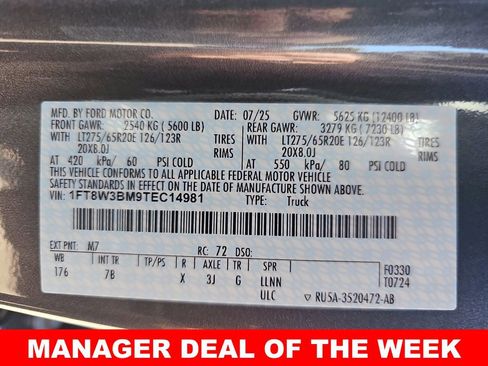 MFD. BY FORD MOTOR CO. 07/25 GVWR: 5625 KG (12400 LB)
FRONT GAWR: 2540 KG (5600 LB) REAR GAWR: 3279 KG (7230 LB)
WITH LT275/65R20E 126/123R TIRES WITH LT275/65R20E 126/123R TIRES
20X8.0J RIMS 20X8.0J RIMS
AT 420 kPa/ 60 PSI COLD AT 550 kPa/ 80 PSI COLD
THIS VEHICLE CONFORMS TO ALL APPLICABLE FEDERAL MOTOR VEHICLE
SAFETY STANDARDS IN EFFECT ON THE DATE OF MANUFACTURE SHOWN ABOVE.
VIN: 1FT8W3BM9TEC14981 TYPE: Truck
EXT PNT: M7 RC: 72 DSO: F0330
WB INT TR TP/PS R AXLE TR SPR T0724
176 7B X 3J G LLNN
ULC ▽ RU5A-3520472-AB
MANAGER DEAL OF THE WEEK